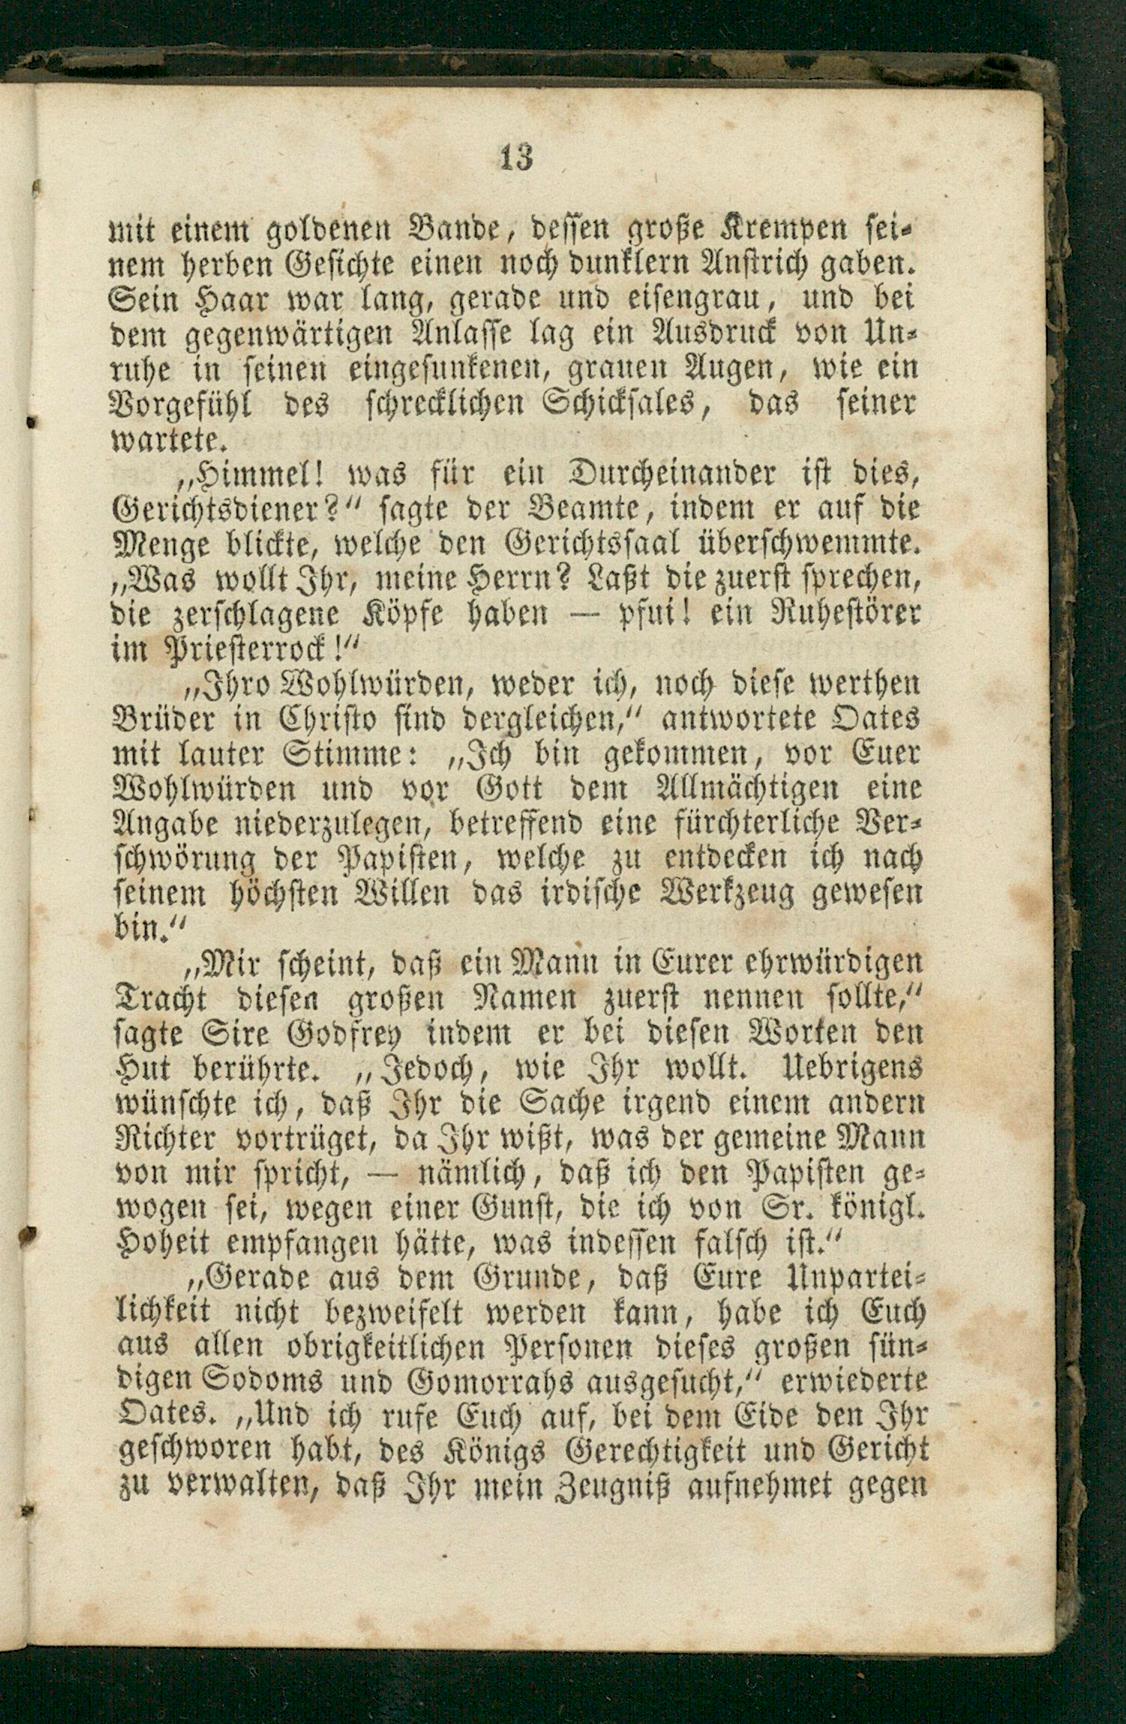 13
mit einem goldenen Bande, dessen große Krempen sei-
nem herben Gesichte einen noch dunklern Anstrich gaben.
Sein Haar war lang, gerade und eisengrau, und bei
dem gegenwärtigen Anlasse lag ein Ausdruck von Un-
ruhe in seinen eingesunkenen, grauen Augen, wie ein
Vorgefühl des schrecklichen Schicksales, das seiner
wartete.
„Himmel! was für ein Durcheinander ist dies,
Gerichtsdiener?“ sagte der Beamte, indem er auf die
Menge blickte, welche den Gerichtssaal überschwemmte.
„Was wollt Ihr, meine Herrn? Laßt die zuerst sprechen,
die zerschlagene Köpfe haben — pfui! ein Ruhestörer
im Priesterrock!“
„Ihro Wohlwürden, weder ich, noch diese werthen
Brüder in Christo sind dergleichen,“ antwortete Oates
mit lauter Stimme: „Ich bin gekommen, vor Euer
Wohlwürden und vor Gott dem Allmächtigen eine
Angabe niederzulegen, betreffend eine fürchterliche Ver-
schwörung der Papisten, welche zu entdecken ich nach
seinem höchsten Willen das irdische Werkzeug gewesen
bin.“
„Mir scheint, daß ein Mann in Eurer ehrwürdigen
Tracht diesen großen Namen zuerst nennen sollte,“
sagte Sire Godfrey indem er bei diesen Worten den
Hut berührte. „Jedoch, wie Ihr wollt. Uebrigens
wünschte ich, daß Ihr die Sache irgend einem andern
Richter vortrüget, da Ihr wißt, was der gemeine Mann
von mir spricht, — nämlich, daß ich den Papisten ge-
wogen sei, wegen einer Gunst, die ich von Sr. königl.
Hoheit empfangen hätte, was indessen falsch ist.“
„Gerade aus dem Grunde, daß Eure Unpartei-
lichkeit nicht bezweifelt werden kann, habe ich Euch
aus allen obrigkeitlichen Personen dieses großen sün-
digen Sodoms und Gomorrahs ausgesucht,“ erwiederte
Oates. „Und ich rufe Euch auf, bei dem Eide den Ihr
geschworen habt, des Königs Gerechtigkeit und Gericht
zu verwalten, daß Ihr mein Zeugniß aufnehmet gegen